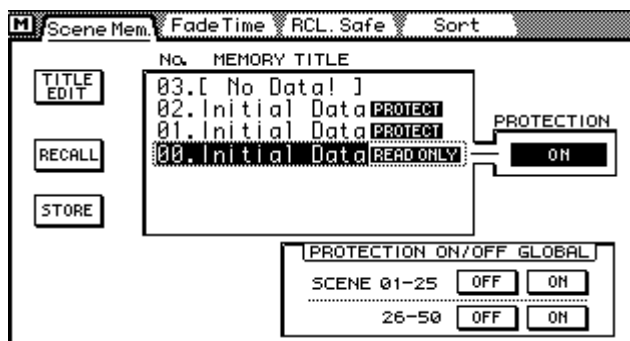 M Scene Mem. FadeTime RCL. Safe Sort
No. MEMORY TITLE
TITLE EDIT
03.[ No Data! ]
02.Initial Data PROTECT
01.Initial Data PROTECT
00.Initial Data READ ONLY
PROTECTION
ON
RECALL
STORE
PROTECTION ON/OFF GLOBAL
SCENE 01-25 OFF ON
26-50 OFF ON